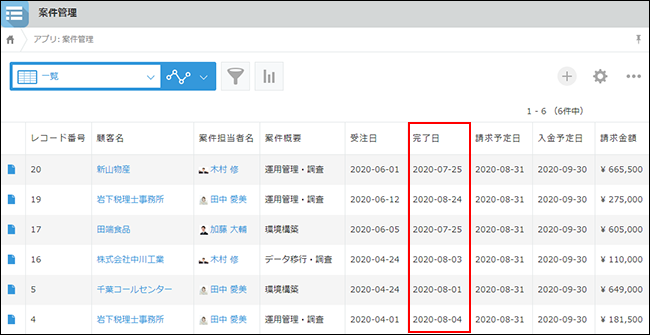 案件管理
アプリ: 案件管理
一覧
1 - 6 （6件中）
レコード番号 顧客名 案件担当者名 案件概要 受注日 完了日 請求予定日 入金予定日 請求金額
20 新山物産 木村 修 運用管理・調査 2020-06-01 2020-07-25 2020-08-31 2020-09-30 ¥ 665,500
19 岩下税理士事務所 田中 愛美 運用管理・調査 2020-06-12 2020-08-24 2020-08-31 2020-09-30 ¥ 275,000
17 田端食品 加藤 大輔 環境構築 2020-06-05 2020-07-25 2020-08-31 2020-09-30 ¥ 605,000
16 株式会社中川工業 木村 修 データ移行・調査 2020-04-24 2020-08-03 2020-08-31 2020-09-30 ¥ 110,000
5 千葉コールセンター 田中 愛美 環境構築 2020-04-24 2020-08-01 2020-08-31 2020-09-30 ¥ 649,000
4 岩下税理士事務所 田中 愛美 運用管理・調査 2020-04-01 2020-08-04 2020-08-31 2020-09-30 ¥ 181,500